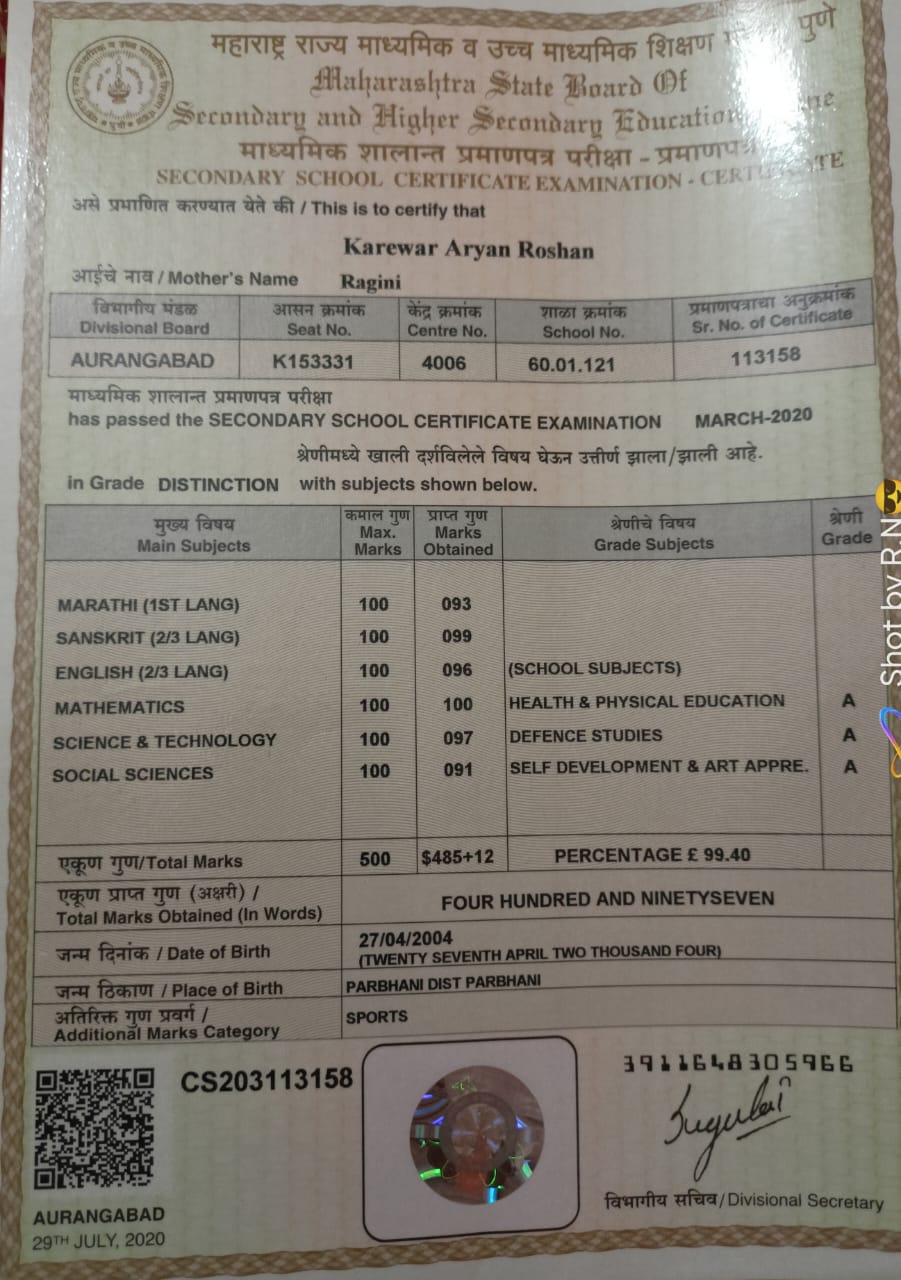 महाराष्ट्र राज्य माध्यमिक व उच्च माध्यमिक शिक्षण पुणे
Maharashtra State Board Of
Secondary and Higher Secondary Education
माध्यमिक शालान्त प्रमाणपत्र परीक्षा - प्रमाणपत्र
SECONDARY SCHOOL CERTIFICATE EXAMINATION - CERTIFICATE
असे प्रमाणित करण्यात येते की / This is to certify that
Karewar Aryan Roshan
आईचे नाव / Mother's Name Ragini
विभागीय मंडळ आसन क्रमांक केंद्र क्रमांक शाळा क्रमांक प्रमाणपत्राचा अनुक्रमांक
Divisional Board Seat No. Centre No. School No. Sr. No. of Certificate
AURANGABAD K153331 4006 60.01.121 113158
माध्यमिक शालान्त प्रमाणपत्र परीक्षा
has passed the SECONDARY SCHOOL CERTIFICATE EXAMINATION MARCH-2020
श्रेणीमध्ये खाली दर्शविलेले विषय घेऊन उत्तीर्ण झाला/झाली आहे.
in Grade DISTINCTION with subjects shown below.
मुख्य विषय कमाल गुण प्राप्त गुण श्रेणीचे विषय श्रेणी
Main Subjects Max. Marks Marks Obtained Grade Subjects Grade
MARATHI (1ST LANG) 100 093
SANSKRIT (2/3 LANG) 100 099
ENGLISH (2/3 LANG) 100 096 (SCHOOL SUBJECTS)
MATHEMATICS 100 100 HEALTH & PHYSICAL EDUCATION A
SCIENCE & TECHNOLOGY 100 097 DEFENCE STUDIES A
SOCIAL SCIENCES 100 091 SELF DEVELOPMENT & ART APPRE. A
एकूण गुण/Total Marks 500 $485+12 PERCENTAGE £ 99.40
एकूण प्राप्त गुण (अक्षरी) /
Total Marks Obtained (In Words) FOUR HUNDRED AND NINETYSEVEN
जन्म दिनांक / Date of Birth 27/04/2004
(TWENTY SEVENTH APRIL TWO THOUSAND FOUR)
जन्म ठिकाण / Place of Birth PARBHANI DIST PARBHANI
अतिरिक्त गुण प्रवर्ग /
Additional Marks Category SPORTS
CS203113158
3911648305966
विभागीय सचिव/Divisional Secretary
AURANGABAD
29TH JULY, 2020
Shot by R.N